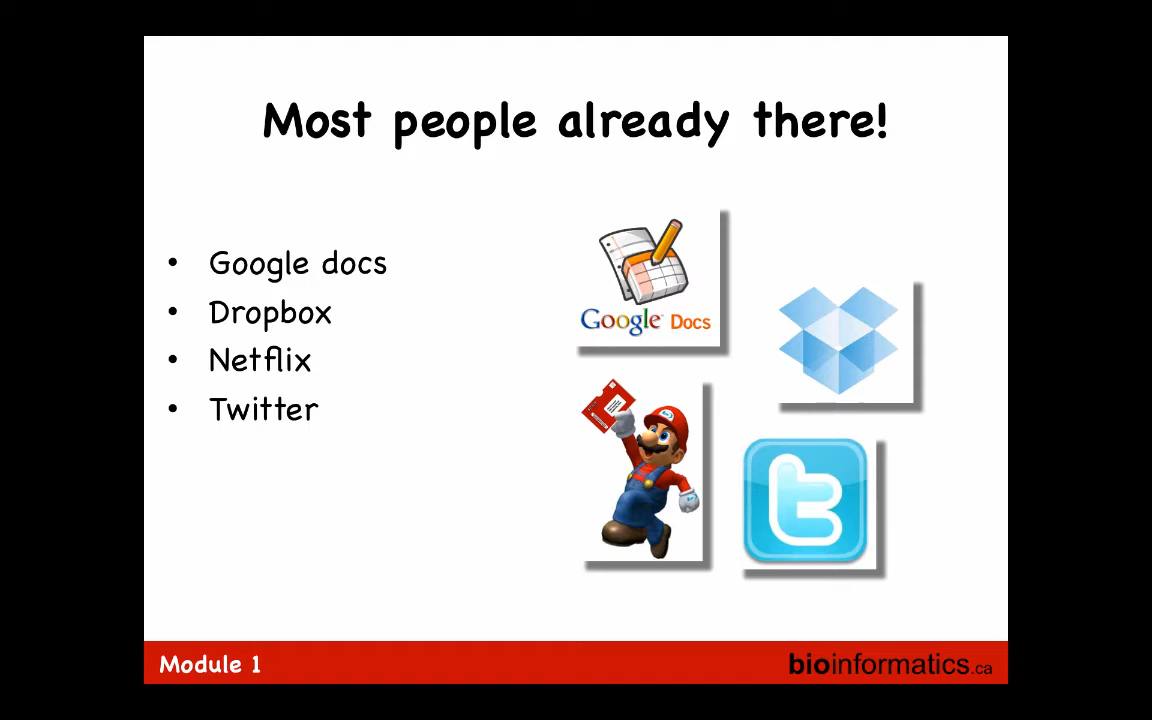 Most people already there!
• Google docs
• Dropbox
• Netflix
• Twitter
Google Docs
Module 1
bioinformatics.ca